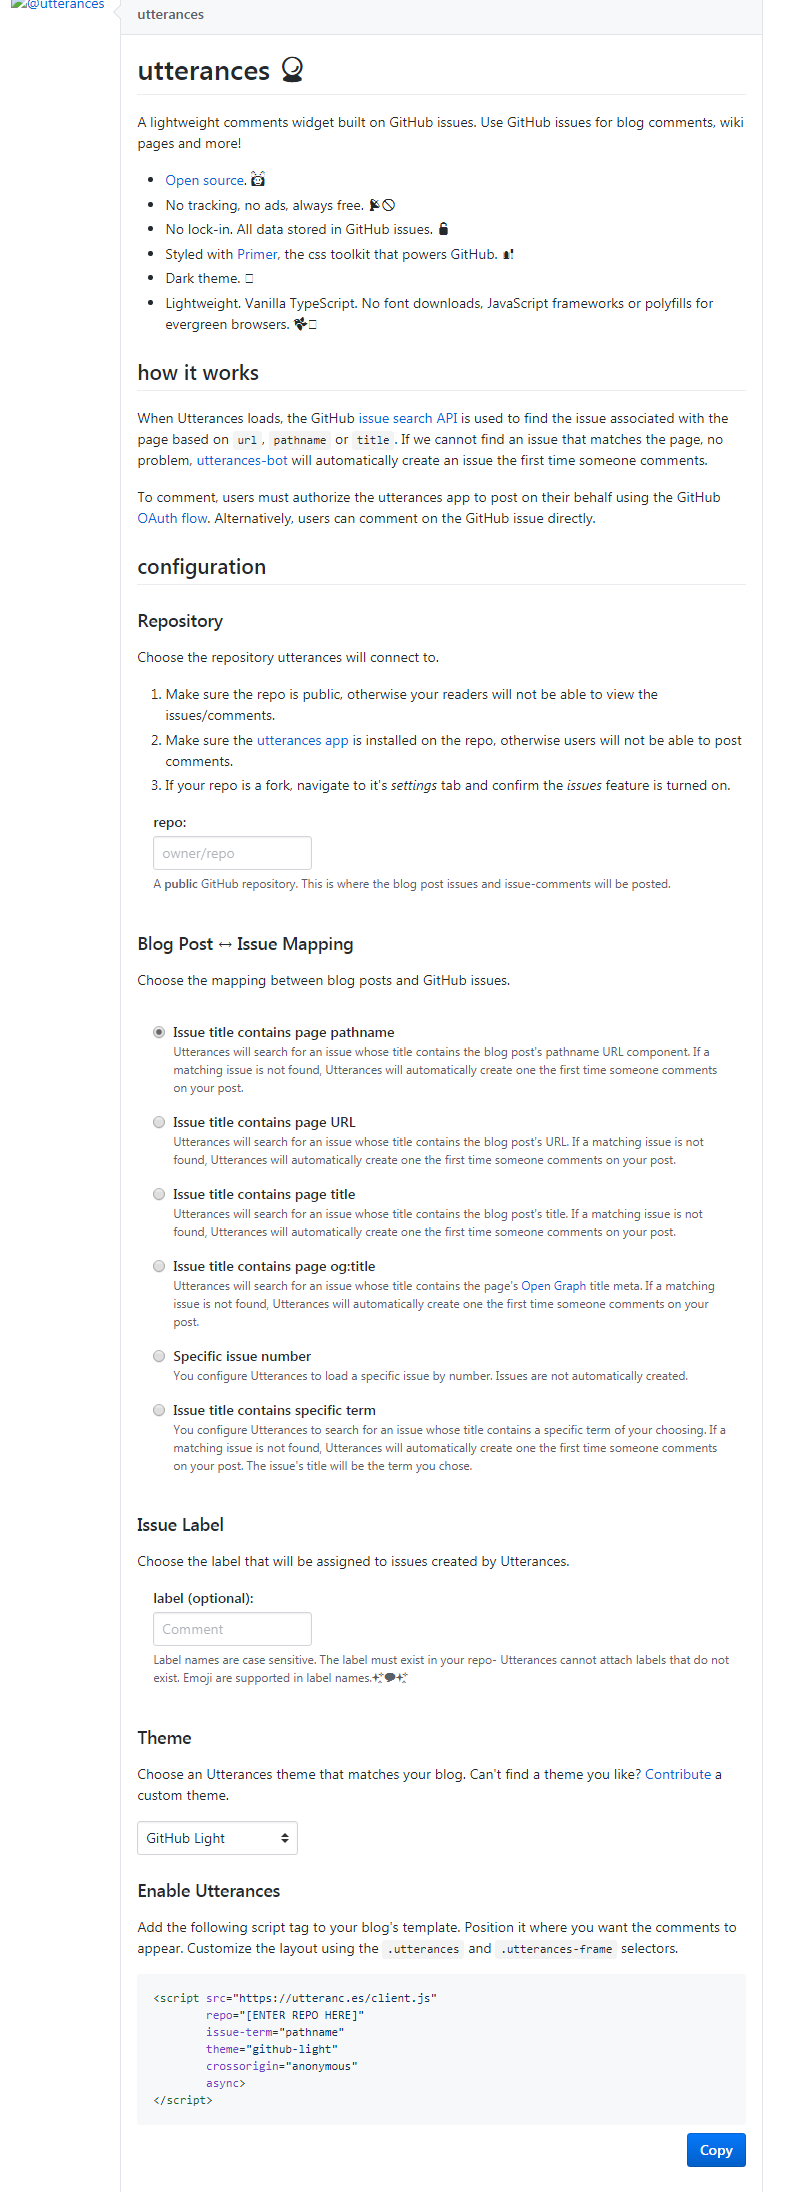 @utterances
utterances
utterances 🔮
A lightweight comments widget built on GitHub issues. Use GitHub issues for blog comments, wiki
pages and more!
Open source. 🐙
No tracking, no ads, always free. 📡🚫
No lock-in. All data stored in GitHub issues. 🔓
Styled with Primer, the css toolkit that powers GitHub. 💅
Dark theme. 
Lightweight. Vanilla TypeScript. No font downloads, JavaScript frameworks or polyfills for
evergreen browsers. 
how it works
When Utterances loads, the GitHub issue search API is used to find the issue associated with the
page based on url, pathname or title. If we cannot find an issue that matches the page, no
problem, utterances-bot will automatically create an issue the first time someone comments.
To comment, users must authorize the utterances app to post on their behalf using the GitHub
OAuth flow. Alternatively, users can comment on the GitHub issue directly.
configuration
Repository
Choose the repository utterances will connect to.
1. Make sure the repo is public, otherwise your readers will not be able to view the
issues/comments.
2. Make sure the utterances app is installed on the repo, otherwise users will not be able to post
comments.
3. If your repo is a fork, navigate to it's settings tab and confirm the issues feature is turned on.
repo:
owner/repo
A public GitHub repository. This is where the blog post issues and issue-comments will be posted.
Blog Post ↔ Issue Mapping
Choose the mapping between blog posts and GitHub issues.
Issue title contains page pathname
Utterances will search for an issue whose title contains the blog post's pathname URL component. If a
matching issue is not found, Utterances will automatically create one the first time someone comments
on your post.
Issue title contains page URL
Utterances will search for an issue whose title contains the blog post's URL. If a matching issue is not
found, Utterances will automatically create one the first time someone comments on your post.
Issue title contains page title
Utterances will search for an issue whose title contains the blog post's title. If a matching issue is not
found, Utterances will automatically create one the first time someone comments on your post.
Issue title contains page og:title
Utterances will search for an issue whose title contains the page's Open Graph title meta. If a matching
issue is not found, Utterances will automatically create one the first time someone comments on your
post.
Specific issue number
You configure Utterances to load a specific issue by number. Issues are not automatically created.
Issue title contains specific term
You configure Utterances to search for an issue whose title contains a specific term of your choosing. If a
matching issue is not found, Utterances will automatically create one the first time someone comments
on your post. The issue's title will be the term you chose.
Issue Label
Choose the label that will be assigned to issues created by Utterances.
label (optional):
Comment
Label names are case sensitive. The label must exist in your repo- Utterances cannot attach labels that do not
exist. Emoji are supported in label names.✨💬✨
Theme
Choose an Utterances theme that matches your blog. Can't find a theme you like? Contribute a
custom theme.
GitHub Light
Enable Utterances
Add the following script tag to your blog's template. Position it where you want the comments to
appear. Customize the layout using the .utterances and .utterances-frame selectors.
<script src="https://utteranc.es/client.js"
repo="[ENTER REPO HERE]"
issue-term="pathname"
theme="github-light"
crossorigin="anonymous"
async>
</script>
Copy